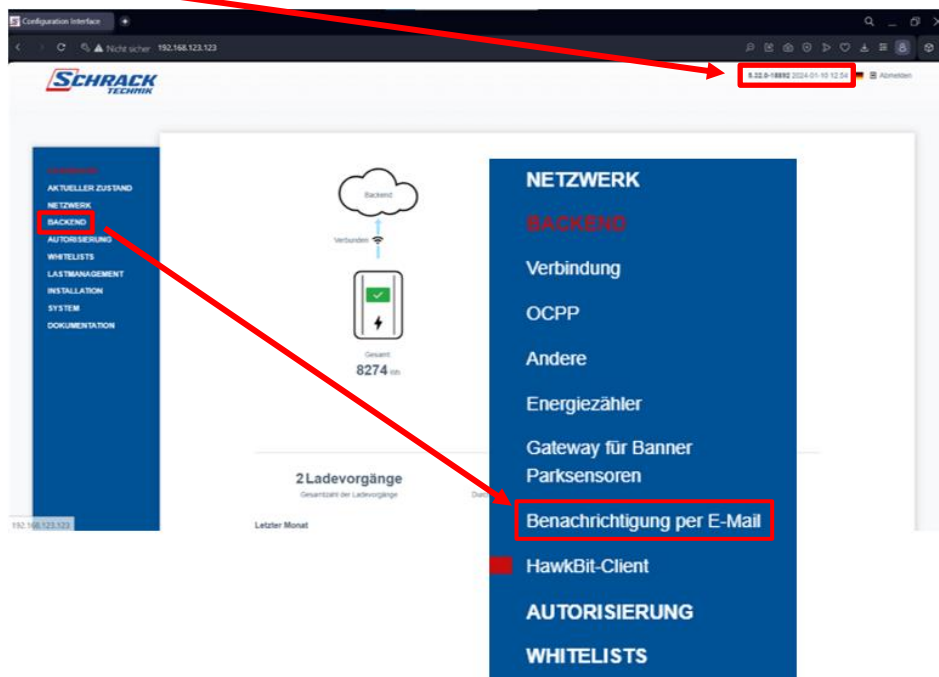 Configuration Interface
Nicht sicher 192.168.123.123
SCHRACK
TECHNIK
5.22.0-18892 2024-01-10 12:54
Abmelden
AKTUELLER ZUSTAND
NETZWERK
BACKEND
AUTORISIERUNG
WHITELISTS
LASTMANAGEMENT
INSTALLATION
SYSTEM
DOKUMENTATION
Backend
Verbunden
Gesamt
8274
2 Ladevorgänge
Gesamtzahl der Ladevorgänge
Letzter Monat
192.168.123.123
NETZWERK
BACKEND
Verbindung
OCPP
Andere
Energiezähler
Gateway für Banner
Parksensoren
Benachrichtigung per E-Mail
HawkBit-Client
AUTORISIERUNG
WHITELISTS